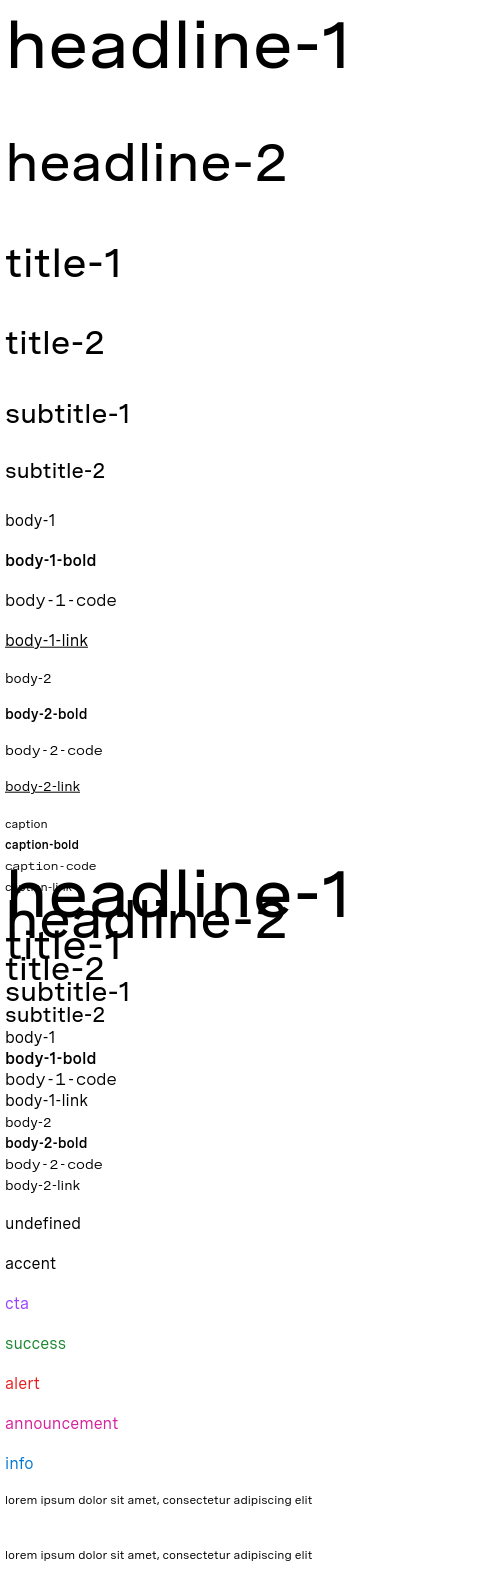 headline-1
headline-2
title-1
title-2
subtitle-1
subtitle-2
body-1
body-1-bold
body-1-code
body-1-link
body-2
body-2-bold
body-2-code
body-2-link
caption
caption-bold
caption-code
caption-link
headline-1
headline-2
title-1
title-2
subtitle-1
subtitle-2
body-1
body-1-bold
body-1-code
body-1-link
body-2
body-2-bold
body-2-code
body-2-link
undefined
accent
cta
success
alert
announcement
info
lorem ipsum dolor sit amet, consectetur adipiscing elit
lorem ipsum dolor sit amet, consectetur adipiscing elit